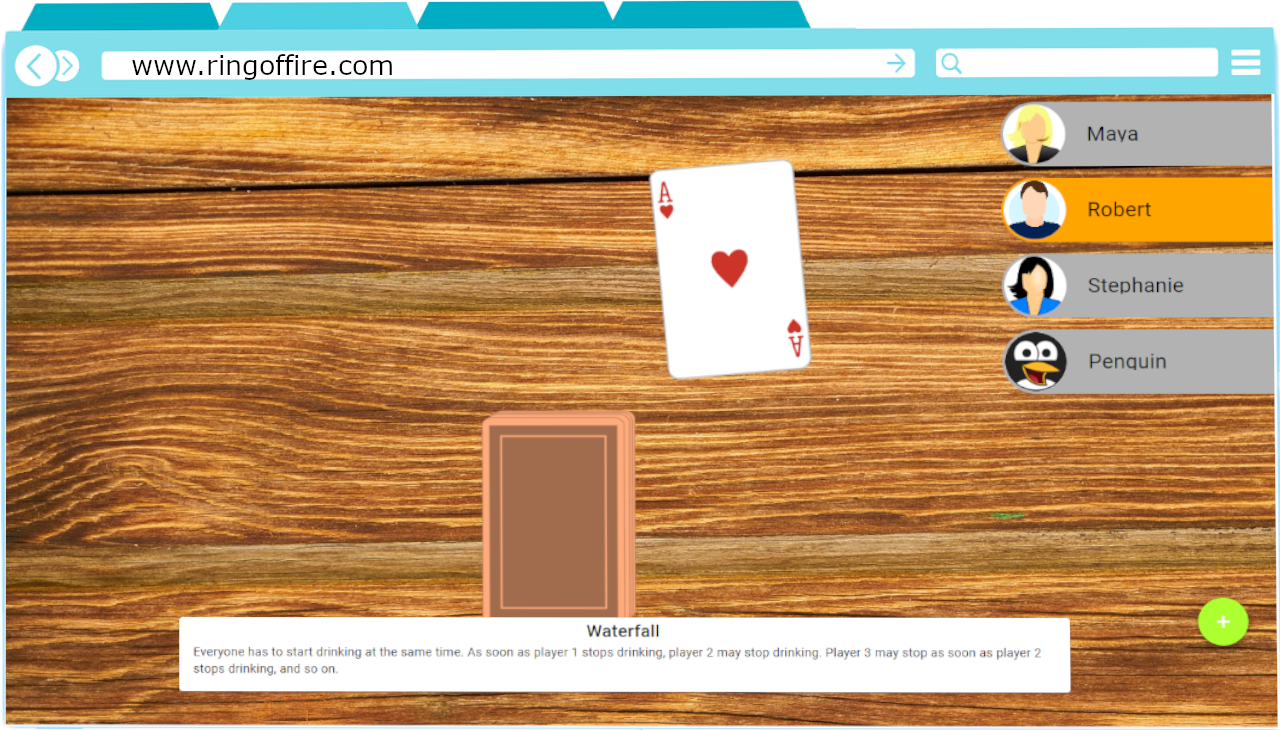 www.ringoffire.com
Maya
A
Robert
Stephanie
A
Penquin
Waterfall
Everyone has to start drinking at the same time. As soon as player 1 stops drinking, player 2 may stop drinking. Player 3 may stop as soon as player 2
stops drinking, and so on.